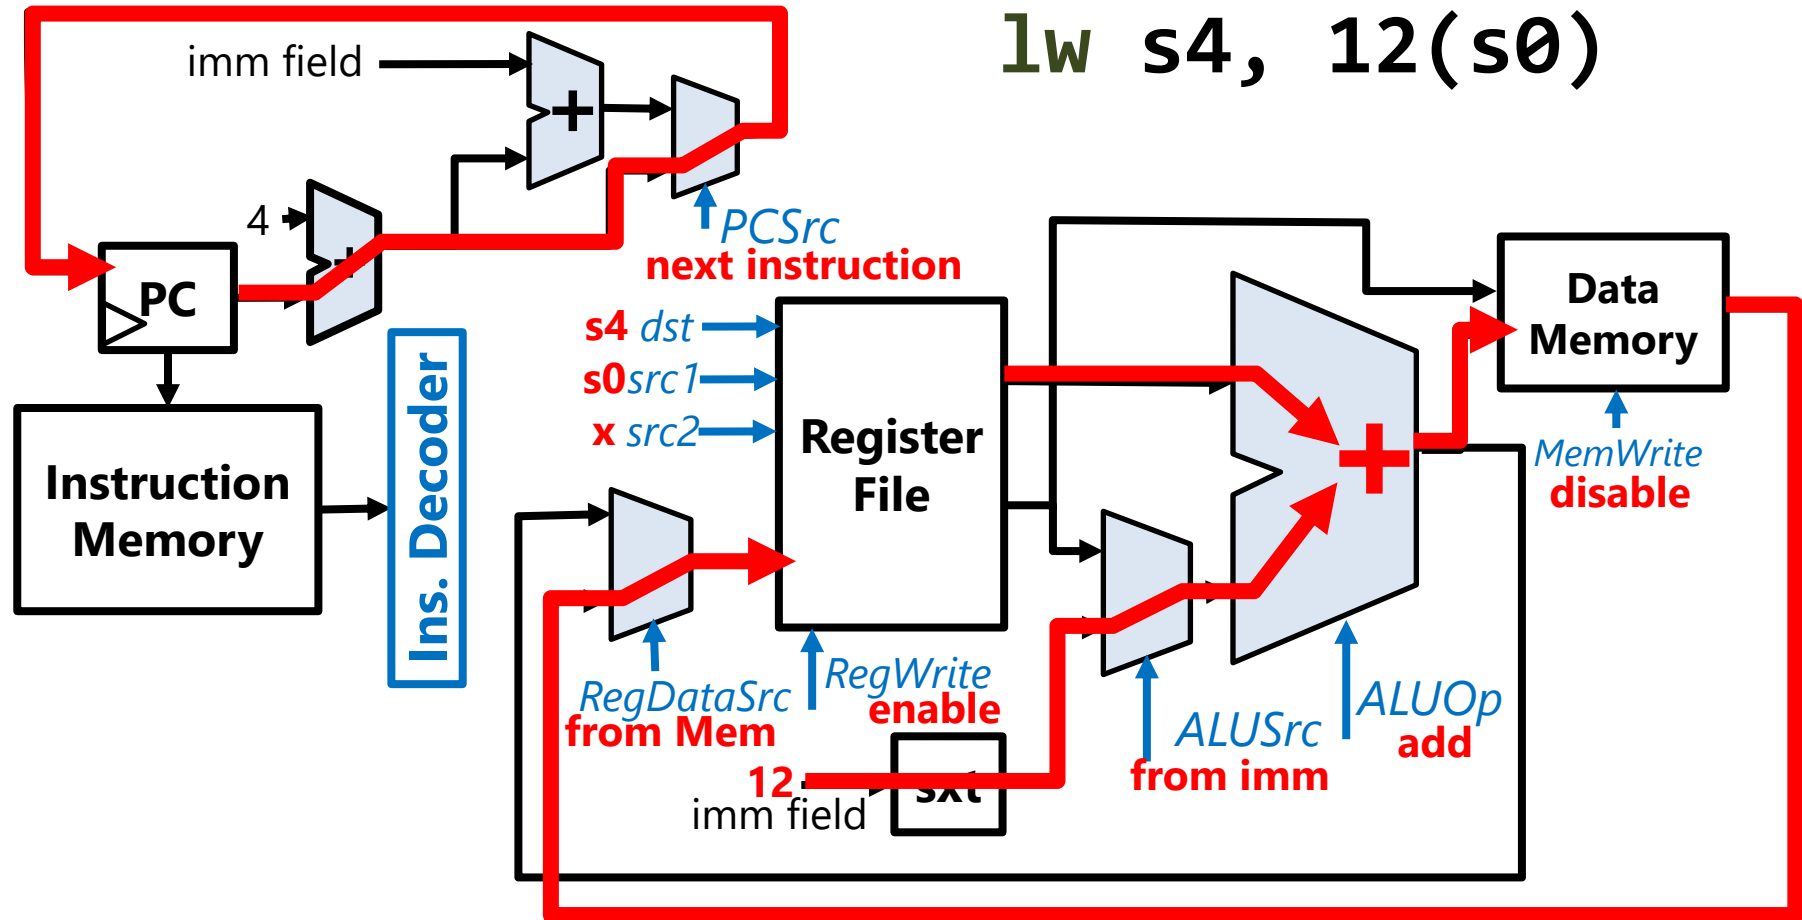 lw s4, 12(s0)
imm field
+
4
+
PCSrc
next instruction
PC
Instruction
Memory
Ins. Decoder
s4 dst
s0 src1
x src2
Register
File
+
Data
Memory
MemWrite
disable
RegDataSrc
from Mem
RegWrite
enable
ALUSrc
from imm
ALUOp
add
12
imm field
sxt